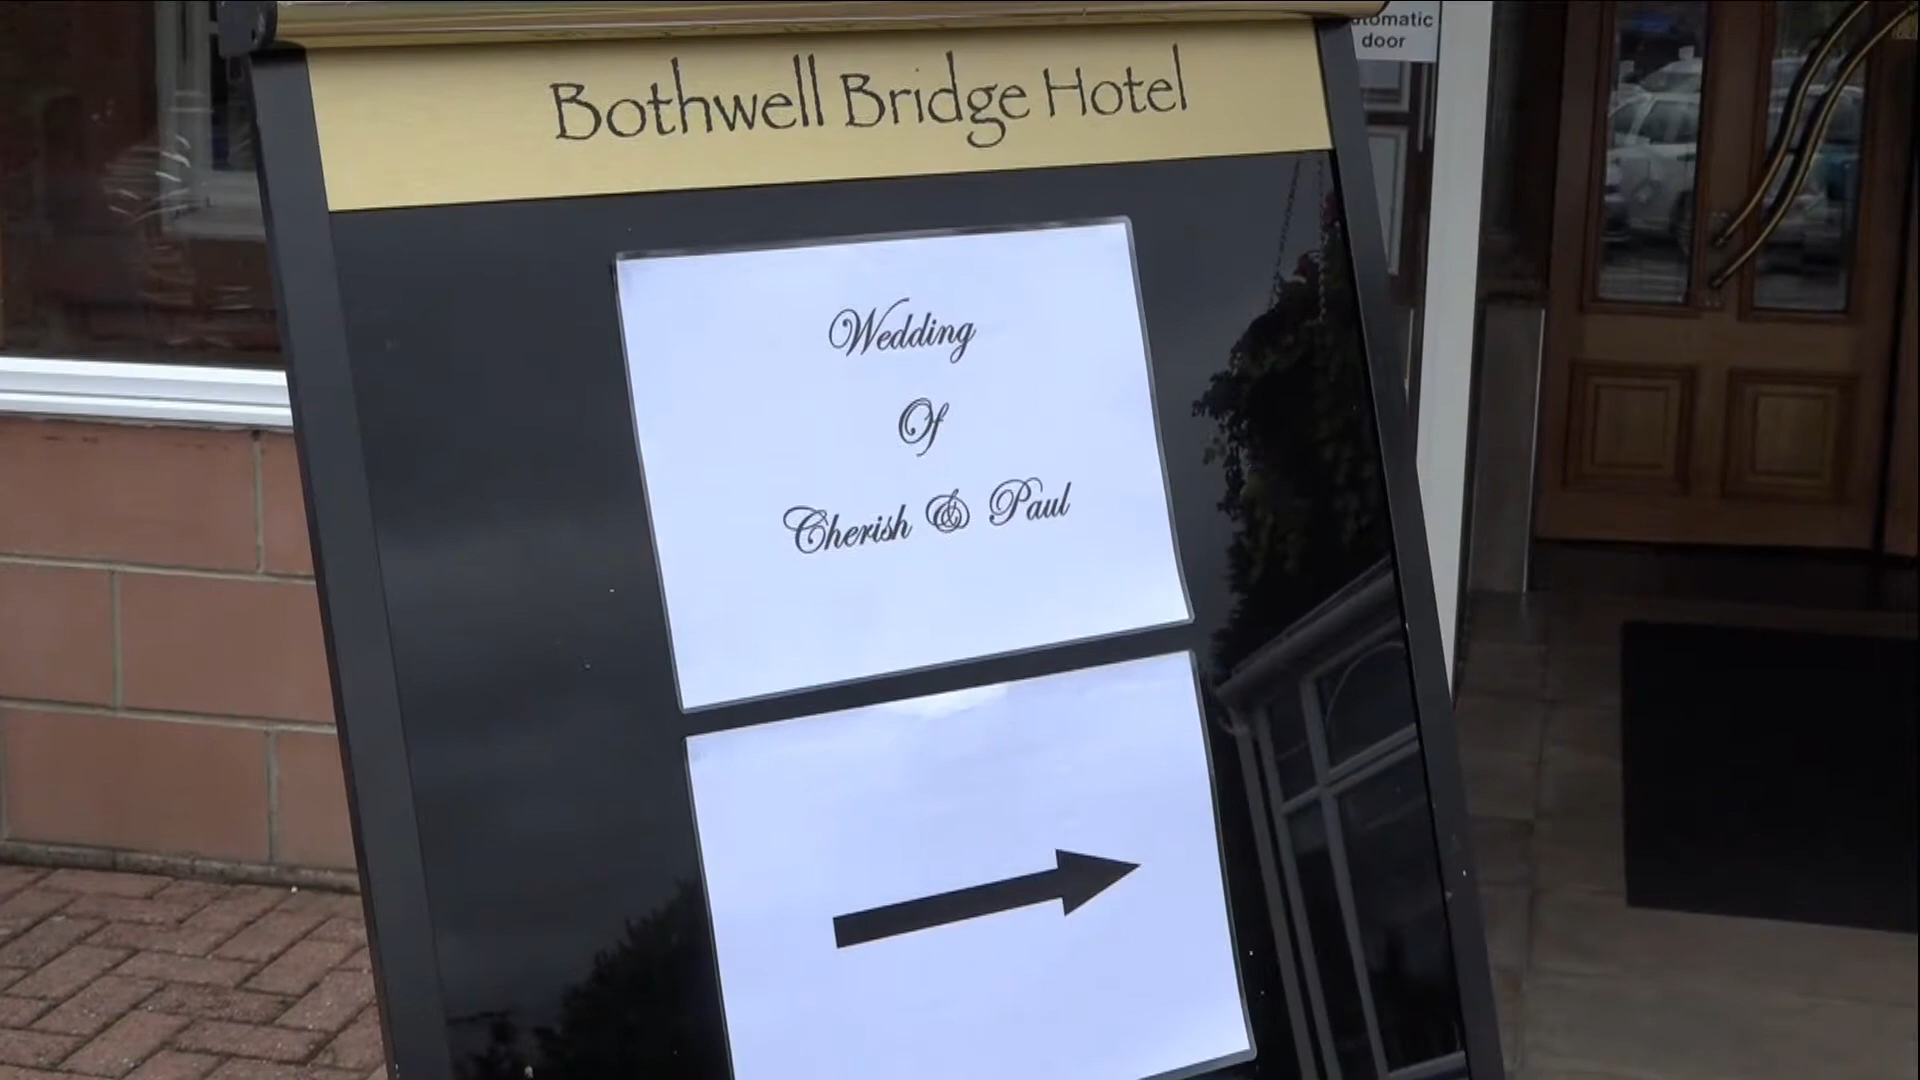 Bothwell Bridge Hotel
Wedding
Of
Cherish & Paul
door